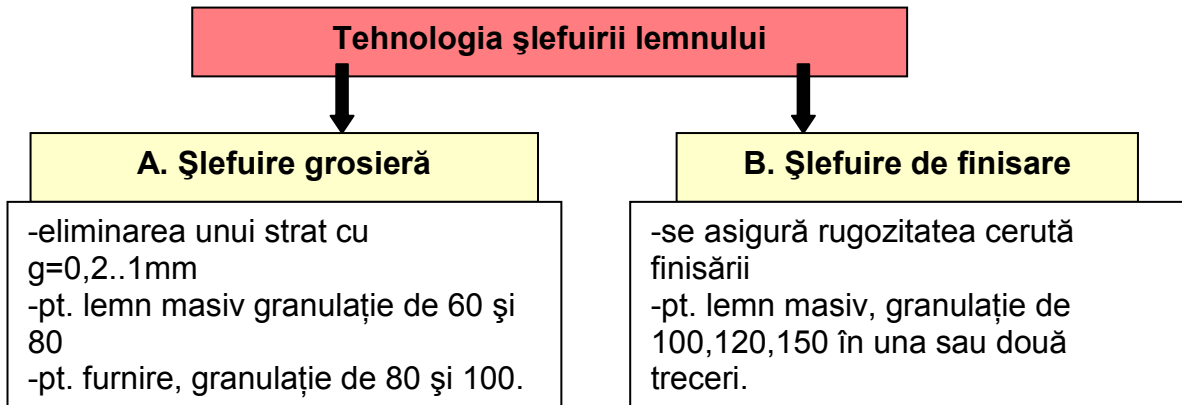 Tehnologia şlefuirii lemnului
A. Şlefuire grosieră
-eliminarea unui strat cu
g=0,2..1mm
-pt. lemn masiv granulație de 60 şi
80
-pt. furnire, granulație de 80 şi 100.
B. Şlefuire de finisare
-se asigură rugozitatea cerută
finisării
-pt. lemn masiv, granulație de
100,120,150 în una sau două
treceri.